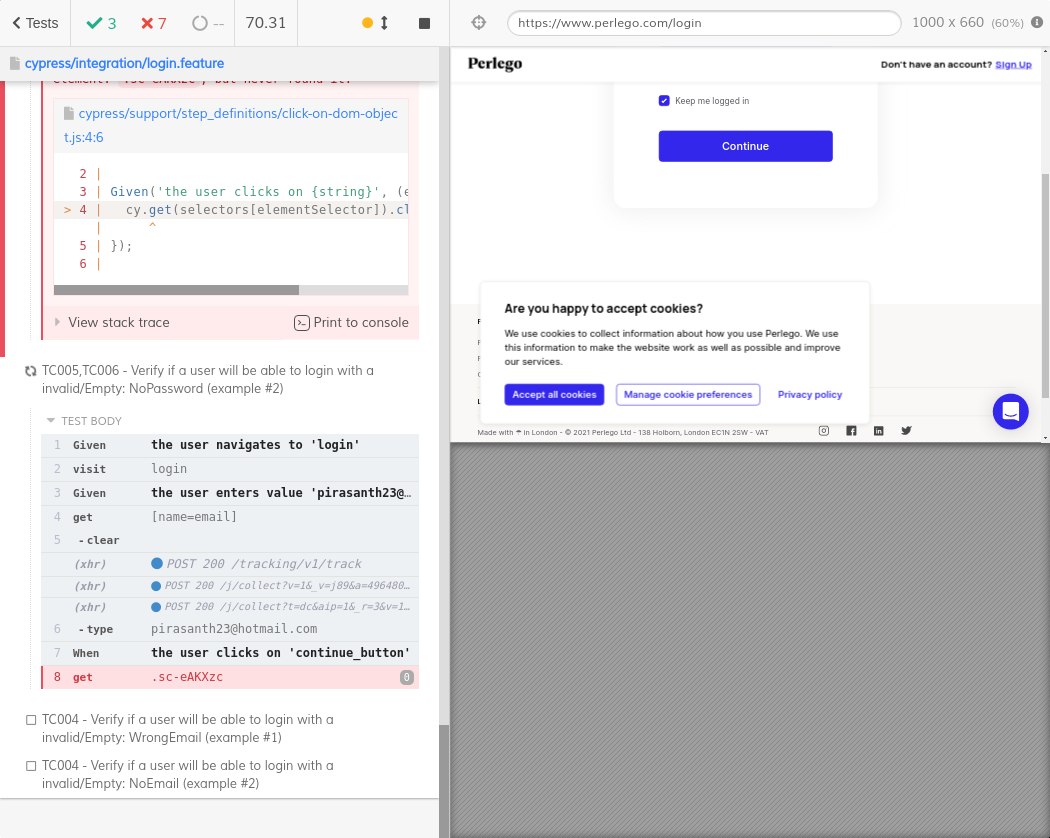 Tests
3
7
--
70.31
https://www.perlego.com/login
1000 x 660 (60%)
cypress/integration/login.feature
element: .sc-eAKXzc, but never found it.
cypress/support/step_definitions/click-on-dom-objec
t.js:4:6
2 |
3 | Given('the user clicks on {string}', (e
> 4 | cy.get(selectors[elementSelector]).cl
| ^
5 | });
6 |
View stack trace
Print to console
TC005,TC006 - Verify if a user will be able to login with a
invalid/Empty: NoPassword (example #2)
TEST BODY
1 Given the user navigates to 'login'
2 visit login
3 Given the user enters value 'pirasanth23@…
4 get [name=email]
5 -clear
(xhr) POST 200 /tracking/v1/track
(xhr) POST 200 /j/collect?v=1&_v=j89&a=496480…
(xhr) POST 200 /j/collect?t=dc&aip=1&_r=3&v=1…
6 -type pirasanth23@hotmail.com
7 When the user clicks on 'continue_button'
8 get .sc-eAKXzc 0
TC004 - Verify if a user will be able to login with a
invalid/Empty: WrongEmail (example #1)
TC004 - Verify if a user will be able to login with a
invalid/Empty: NoEmail (example #2)
Perlego
Don't have an account? Sign Up
Keep me logged in
Continue
Are you happy to accept cookies?
We use cookies to collect information about how you use Perlego. We use
this information to make the website work as well as possible and improve
our services.
Accept all cookies
Manage cookie preferences
Privacy policy
Made with ☂ in London - © 2021 Perlego Ltd - 138 Holborn, London EC1N 2SW - VAT